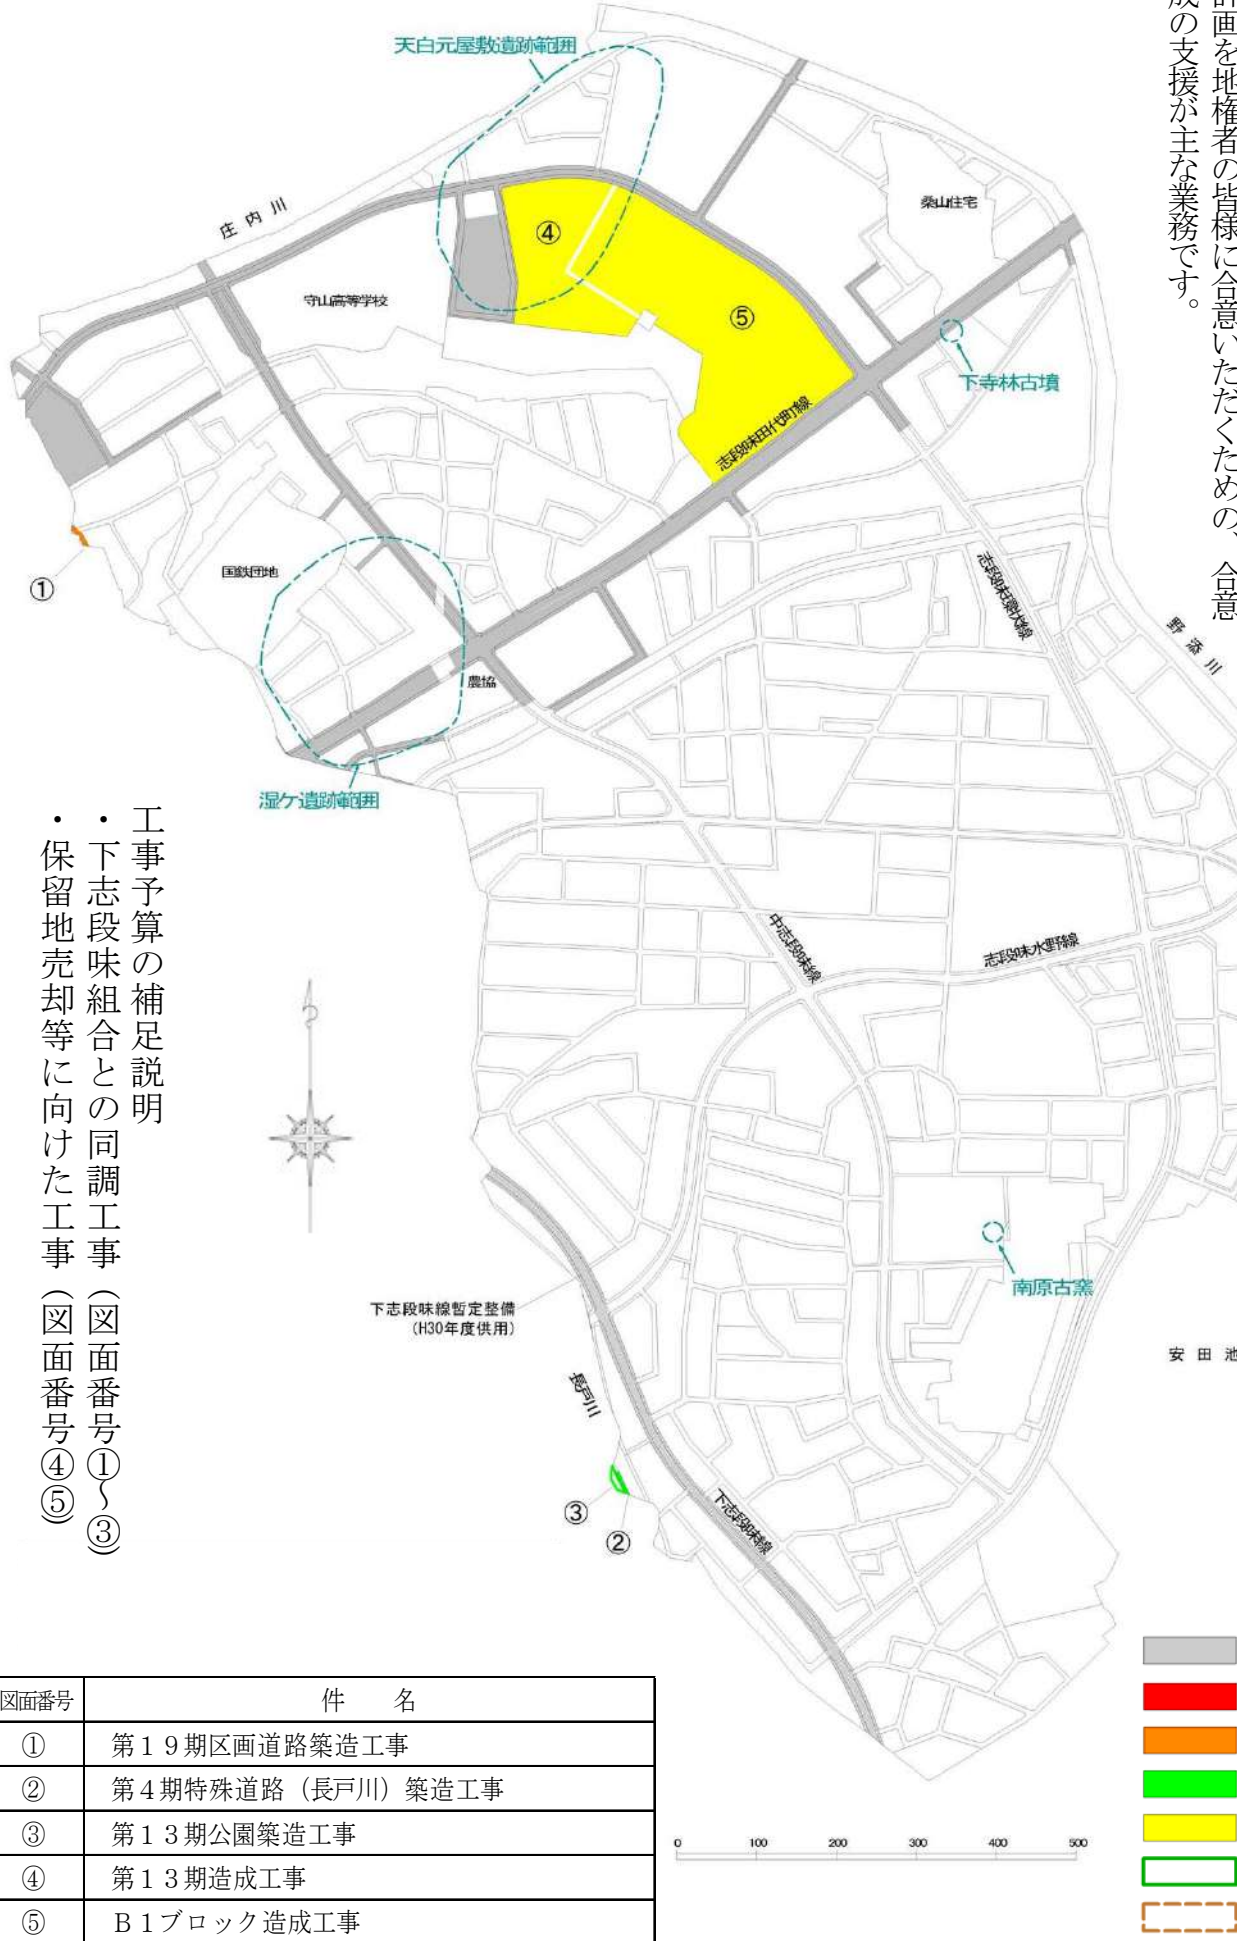 計画を地権者の皆様に合意いただくための、合意
成の支援が主な業務です。
天白元屋敷遺跡範囲
庄内川
桑山住宅
守山高等学校
④
⑤
下寺林古墳
志段味田代町線
①
国鉄団地
志段味環状線
野添川
農協
湿ケ遺跡範囲
工事予算の補足説明
・下志段味組合との同調工事（図面番号①～③）
・保留地売却等に向けた工事（図面番号④⑤）
中志段味線
志段味水野線
南原古窯
下志段味線暫定整備
(H30年度供用)
安田池
長戸川
③
②
下志段味線
図面番号 件 名
① 第１９期区画道路築造工事
② 第４期特殊道路（長戸川）築造工事
③ 第１３期公園築造工事
④ 第１３期造成工事
⑤ Ｂ１ブロック造成工事
0 100 200 300 400 500